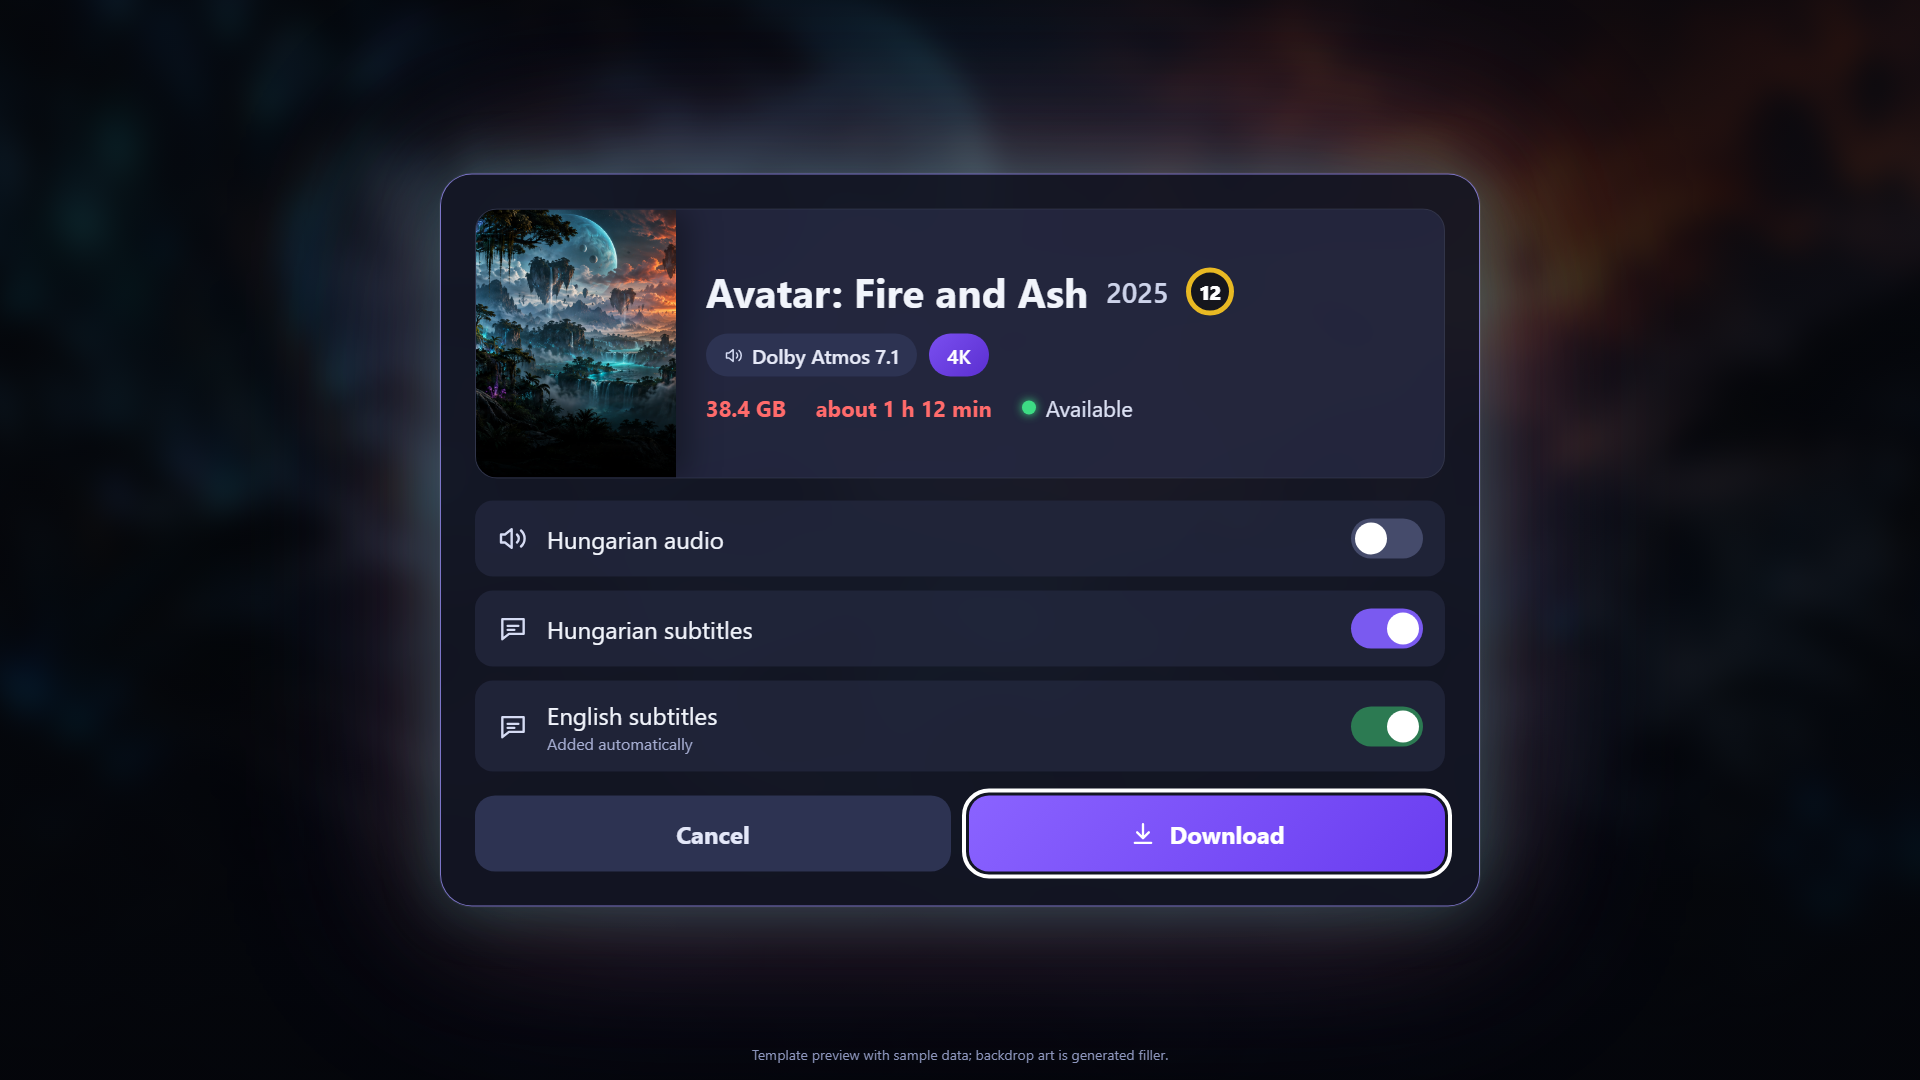 Avatar: Fire and Ash 2025 12
Dolby Atmos 7.1 4K
38.4 GB about 1 h 12 min Available
Hungarian audio
Hungarian subtitles
English subtitles
Added automatically
Cancel Download
Template preview with sample data; backdrop art is generated filler.